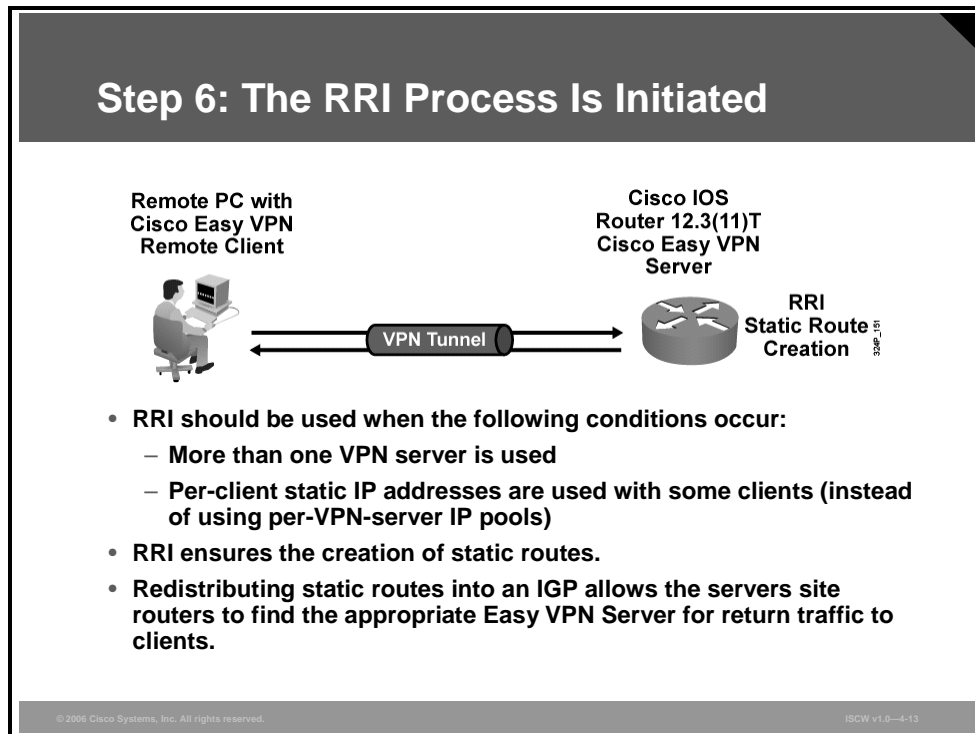 Step 6: The RRI Process Is Initiated
Remote PC with
Cisco Easy VPN
Remote Client
Cisco IOS
Router 12.3(11)T
Cisco Easy VPN
Server
VPN Tunnel
RRI
Static Route
Creation
324P_151
• RRI should be used when the following conditions occur:
– More than one VPN server is used
– Per-client static IP addresses are used with some clients (instead
of using per-VPN-server IP pools)
• RRI ensures the creation of static routes.
• Redistributing static routes into an IGP allows the servers site
routers to find the appropriate Easy VPN Server for return traffic to
clients.
© 2006 Cisco Systems, Inc. All rights reserved.
ISCW v1.0—4-13